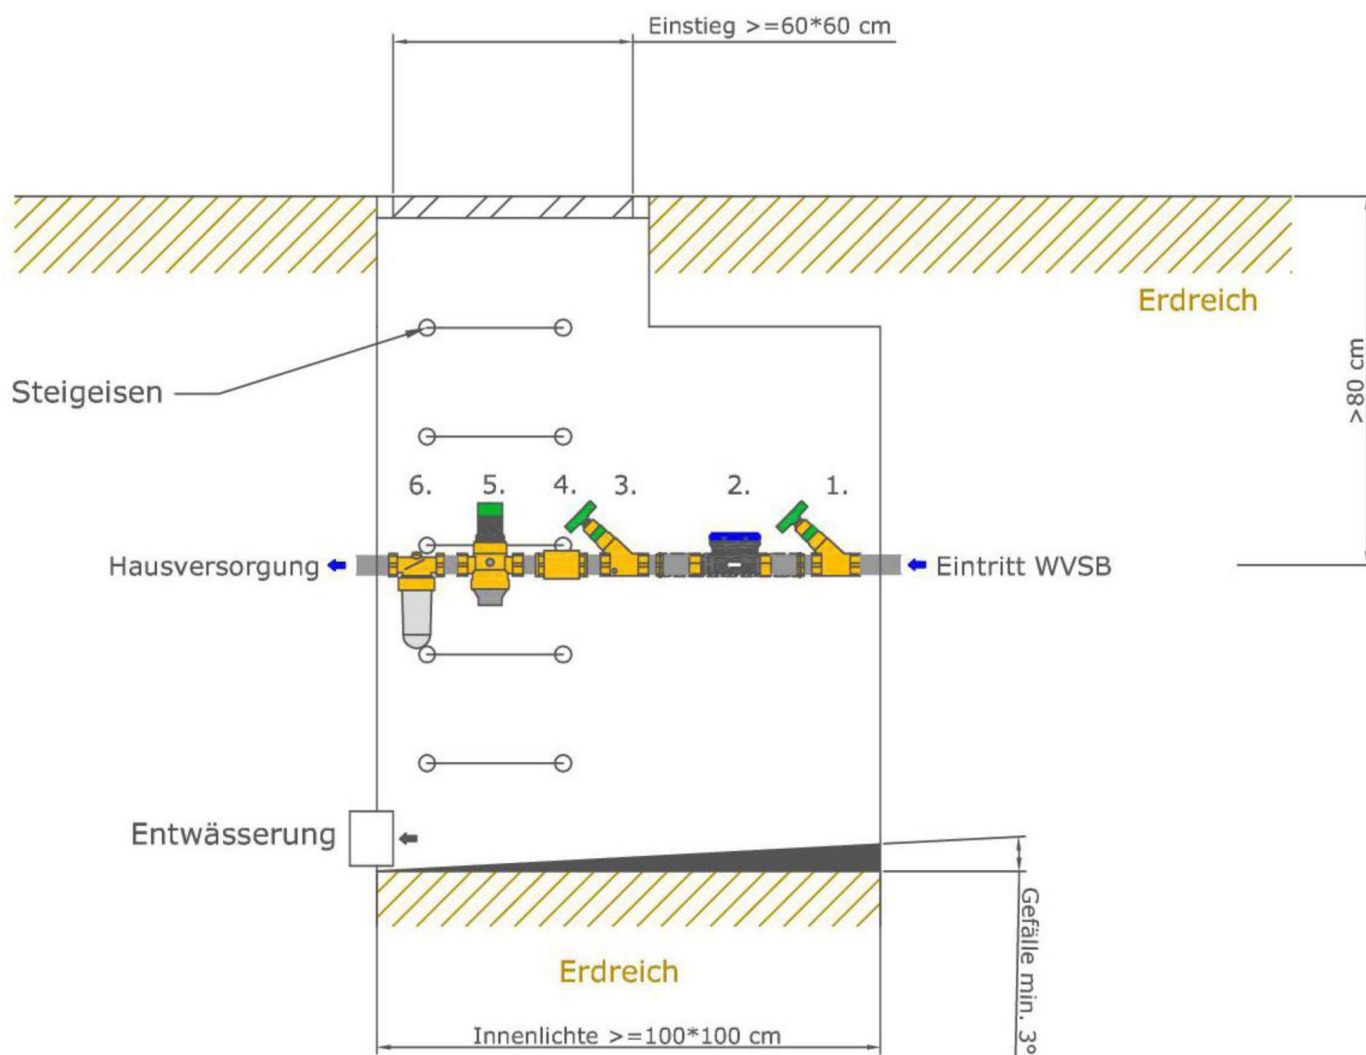 Einstieg >=60*60 cm
Erdreich
>80 cm
Steigeisen
6. 5. 4. 3. 2. 1.
Hausversorgung
Eintritt WVSB
Entwässerung
Gefälle min. 3°
Erdreich
Innenlichte >=100*100 cm